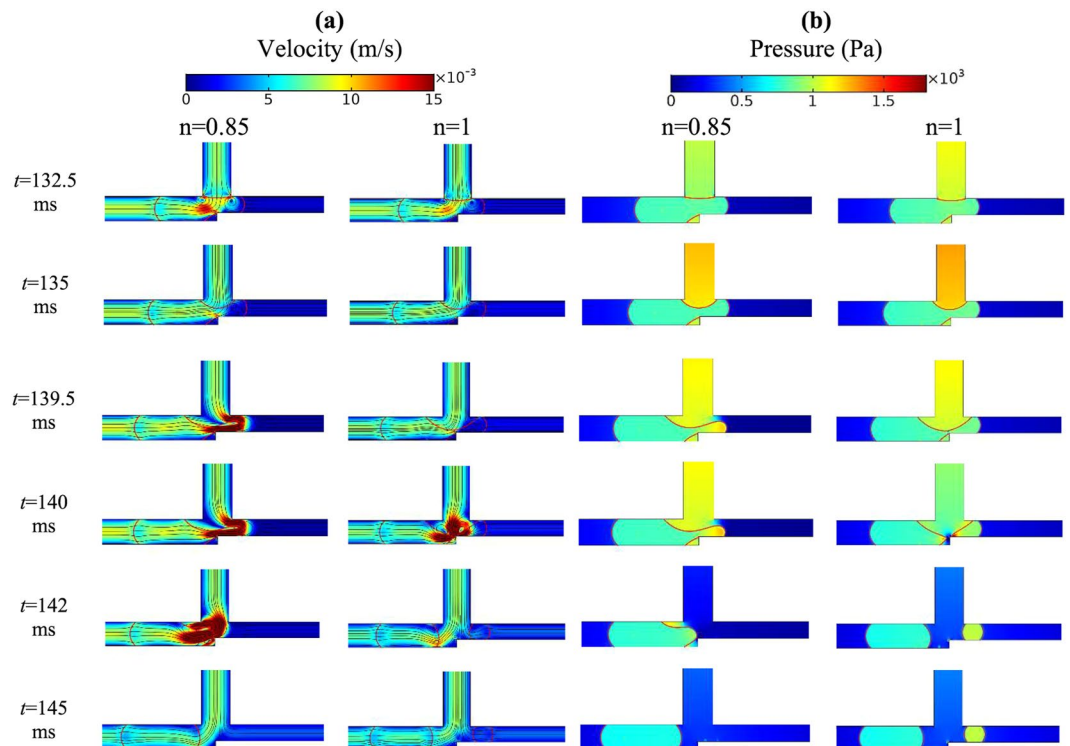 (a) (b)
Velocity (m/s) Pressure (Pa)
×10⁻³ ×10³
0 5 10 15 0 0.5 1 1.5
n=0.85 n=1 n=0.85 n=1
t=132.5
ms
t=135
ms
t=139.5
ms
t=140
ms
t=142
ms
t=145
ms